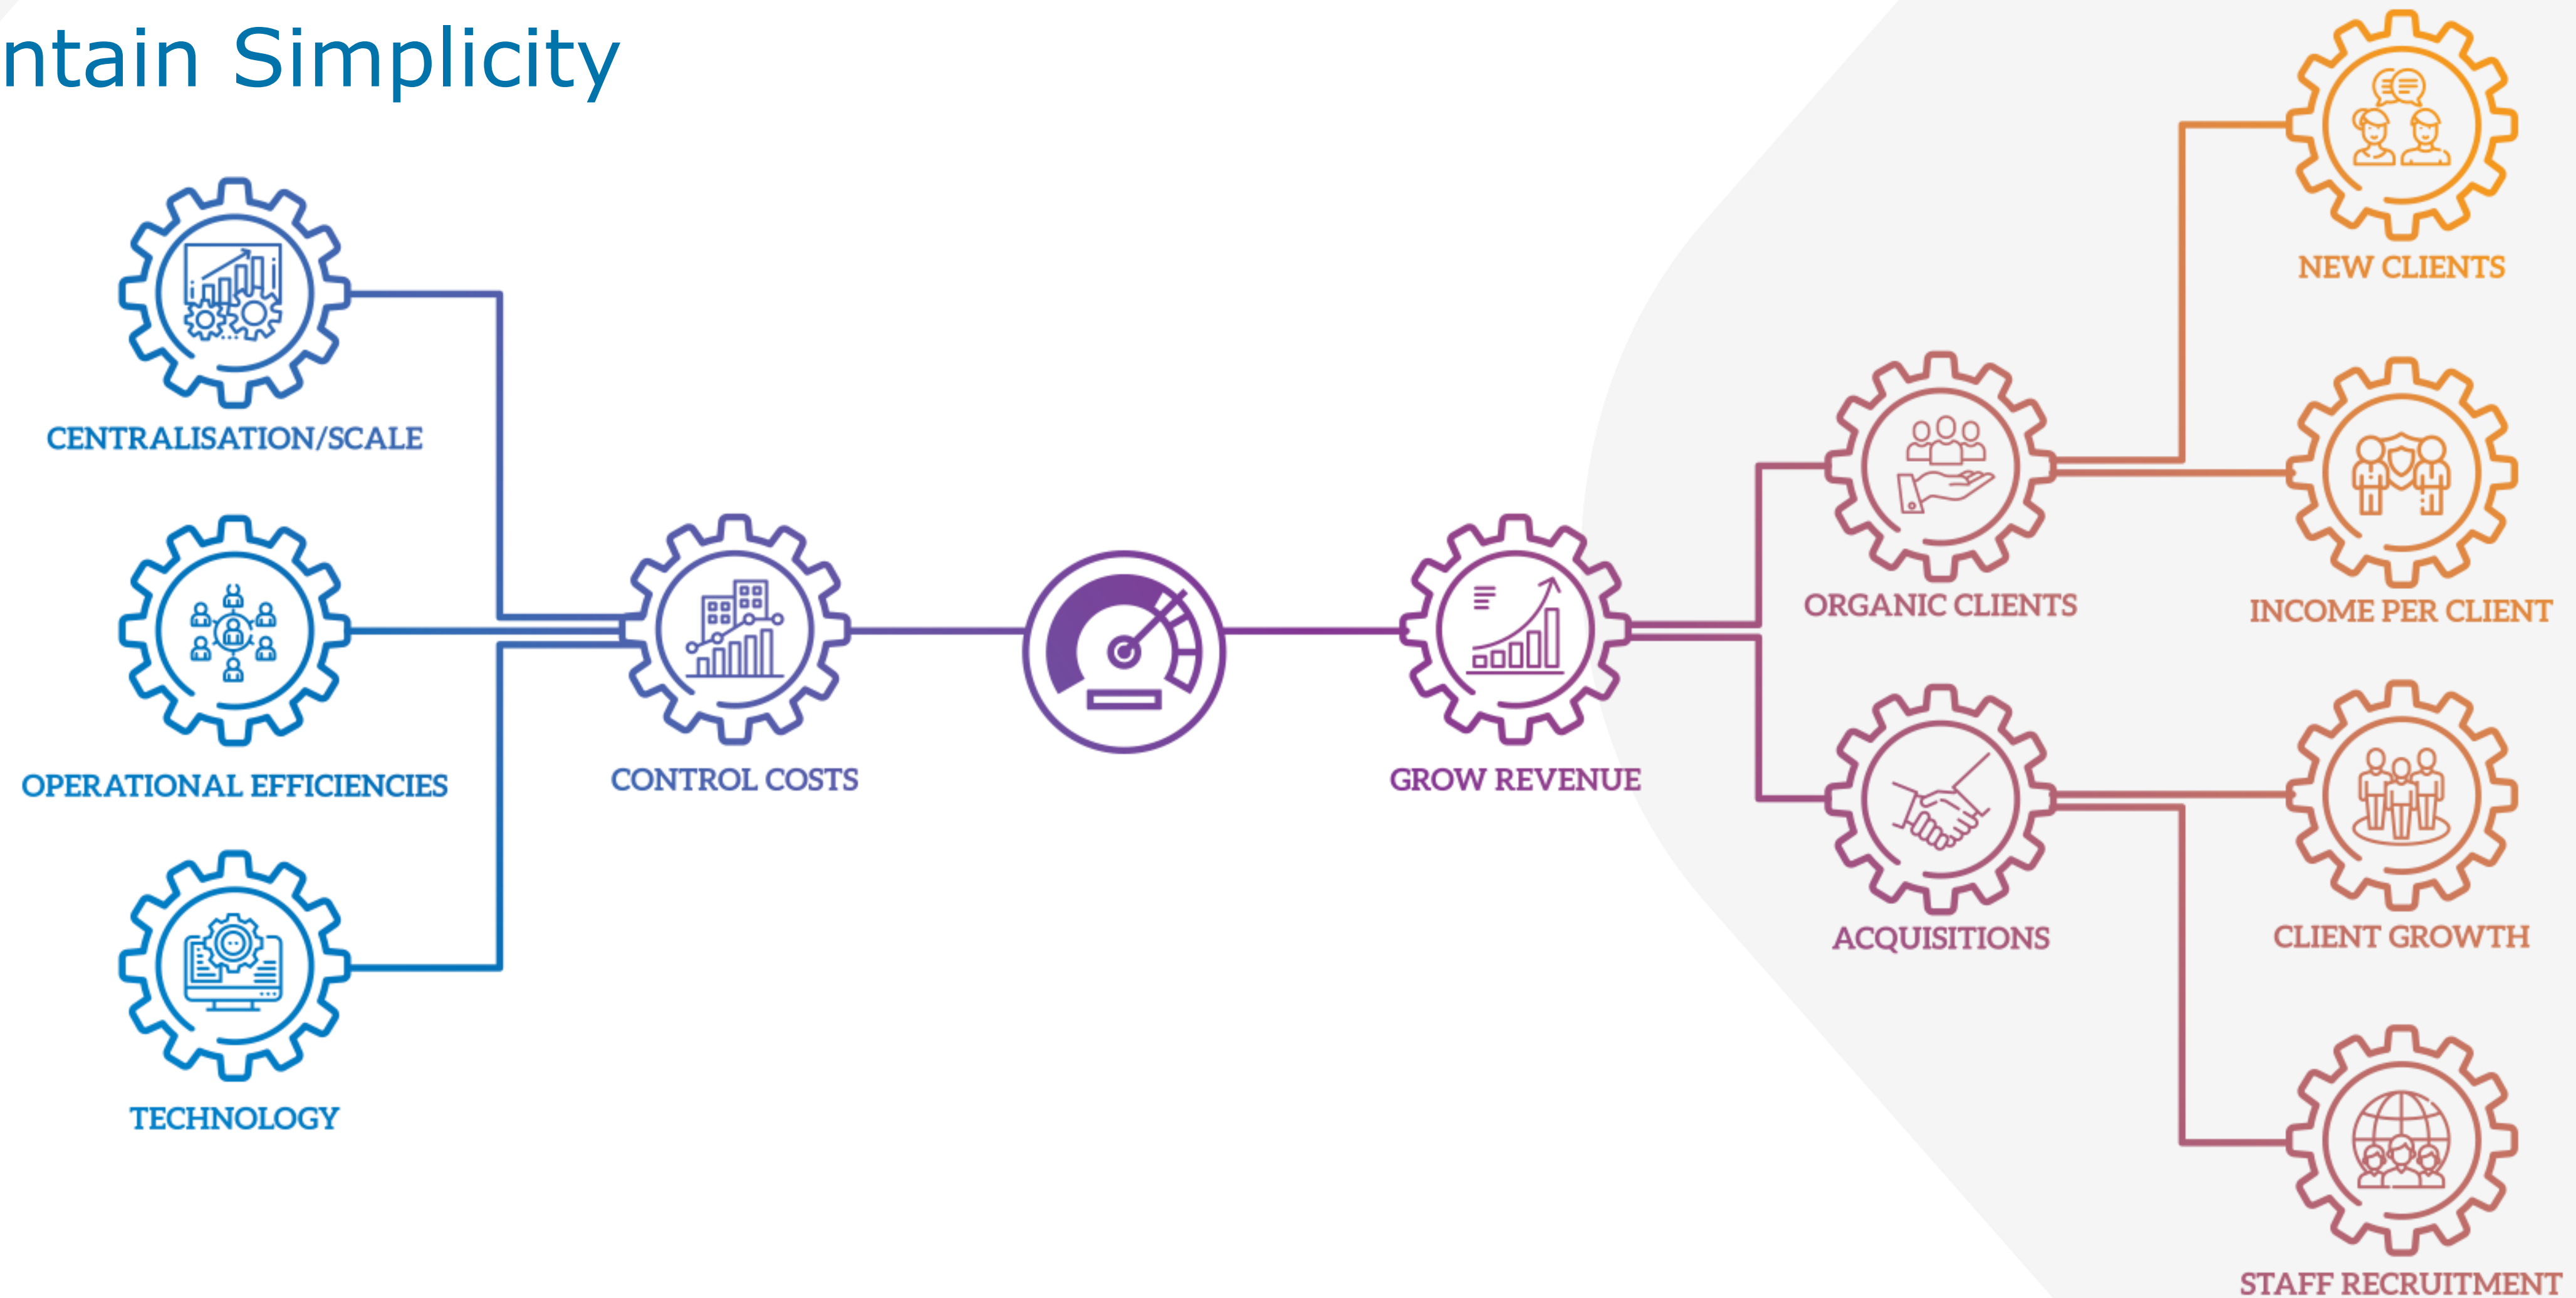 ntain Simplicity
CENTRALISATION/SCALE
OPERATIONAL EFFICIENCIES
TECHNOLOGY
CONTROL COSTS
GROW REVENUE
ORGANIC CLIENTS
ACQUISITIONS
NEW CLIENTS
INCOME PER CLIENT
CLIENT GROWTH
STAFF RECRUITMENT